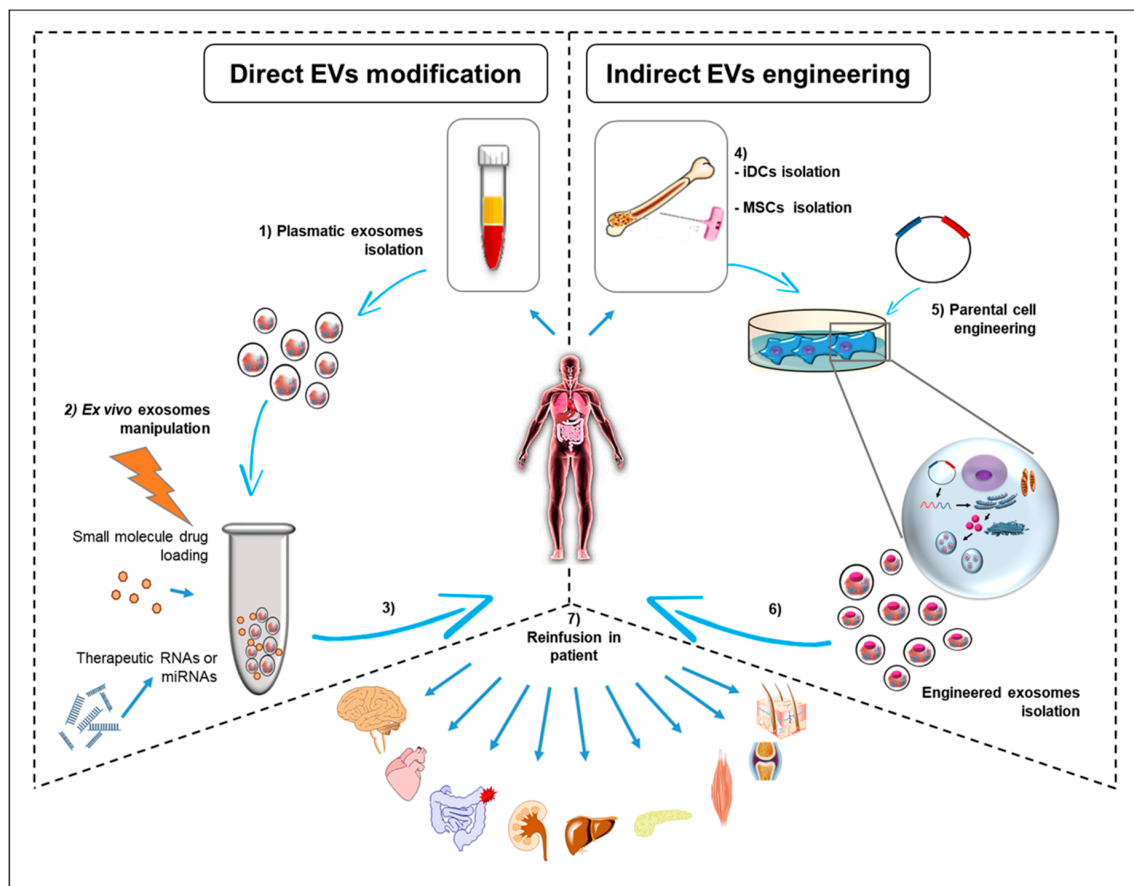 Direct EVs modification
Indirect EVs engineering
1) Plasmatic exosomes
isolation
2) Ex vivo exosomes
manipulation
Small molecule drug
loading
Therapeutic RNAs or
miRNAs
3)
4)
- iDCs isolation
- MSCs isolation
5) Parental cell
engineering
6)
Engineered exosomes
isolation
7)
Reinfusion in
patient